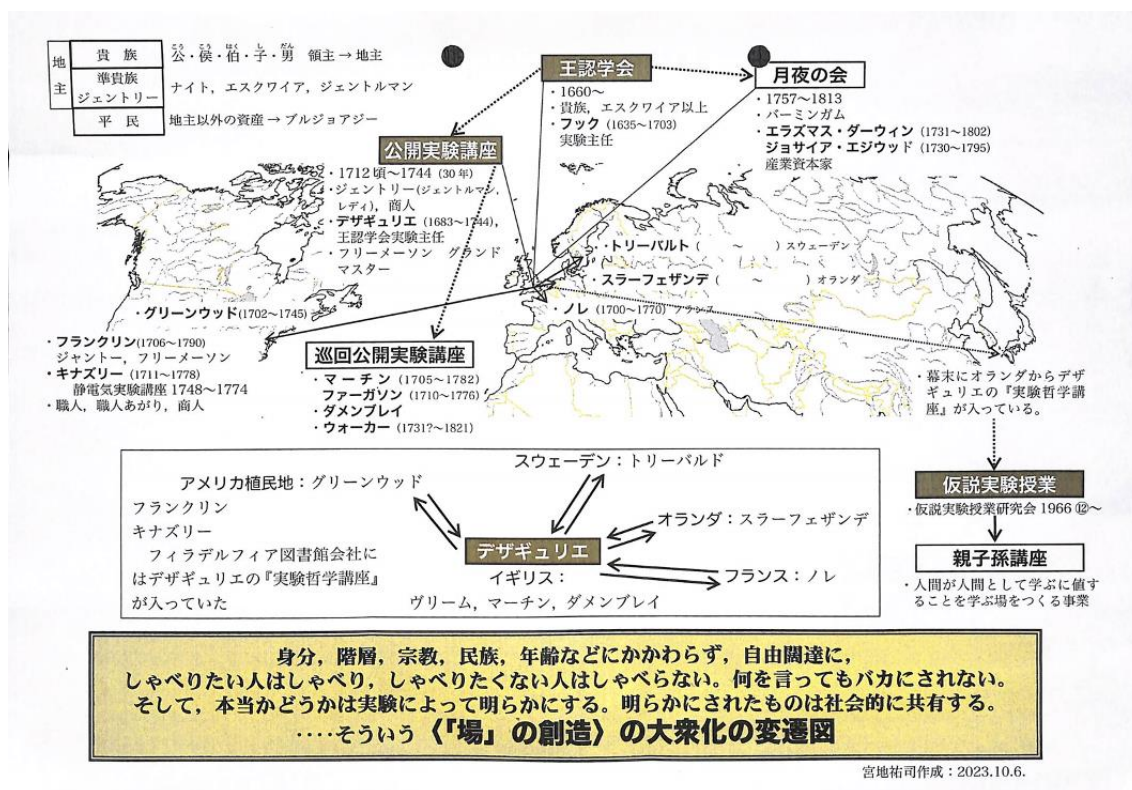 地主
貴 族
こう こう はく し だん
公・侯・伯・子・男 領主→地主
準貴族
ジェントリー
ナイト,エスクワイア,ジェントルマン
平 民
地主以外の資産→ブルジョアジー
王認学会
・1660〜
・貴族,エスクワイア以上
・フック(1635〜1703)
実験主任
月夜の会
・1757〜1813
・バーミンガム
・エラズマス・ダーウィン(1731〜1802)
ジョサイア・エジウッド(1730〜1795)
産業資本家
公開実験講座
・1712頃〜1744(30年)
・ジェントリー(ジェントルマン,
レディ),商人
・デザギュリエ(1683〜1744),
王認学会実験主任
・フリーメーソン グランド
マスター
・トリーバルト( 〜 )スウェーデン
・スラーフェザンデ( 〜 )オランダ
・ノレ(1700〜1770)フランス
・グリーンウッド(1702〜1745)
・フランクリン(1706〜1790)
ジャントー,フリーメーソン
・キナズリー(1711〜1778)
静電気実験講座 1748〜1774
・職人,職人あがり,商人
巡回公開実験講座
・マーチン(1705〜1782)
ファーガソン(1710〜1776)
・ダメンブレイ
・ウォーカー(1731?〜1821)
・幕末にオランダからデザ
ギュリエの『実験哲学講
座』が入っている。
仮説実験授業
・仮説実験授業研究会 1966 ⑫〜
親子孫講座
・人間が人間として学ぶに値す
ることを学ぶ場をつくる事業
スウェーデン:トリーバルド
アメリカ植民地:グリーンウッド
フランクリン
キナズリー
フィラデルフィア図書館会社に
はデザギュリエの『実験哲学講座』
が入っていた
オランダ:スラーフェザンデ
デザギュリエ
イギリス:
ヴリーム,マーチン,ダメンブレイ
フランス:ノレ
身分,階層,宗教,民族,年齢などにかかわらず,自由闊達に,
しゃべりたい人はしゃべり,しゃべりたくない人はしゃべらない。何を言ってもバカにされない。
そして,本当かどうかは実験によって明らかにする。明らかにされたものは社会的に共有する。
‥‥そういう〈「場」の創造〉の大衆化の変遷図
宮地祐司作成:2023.10.6.